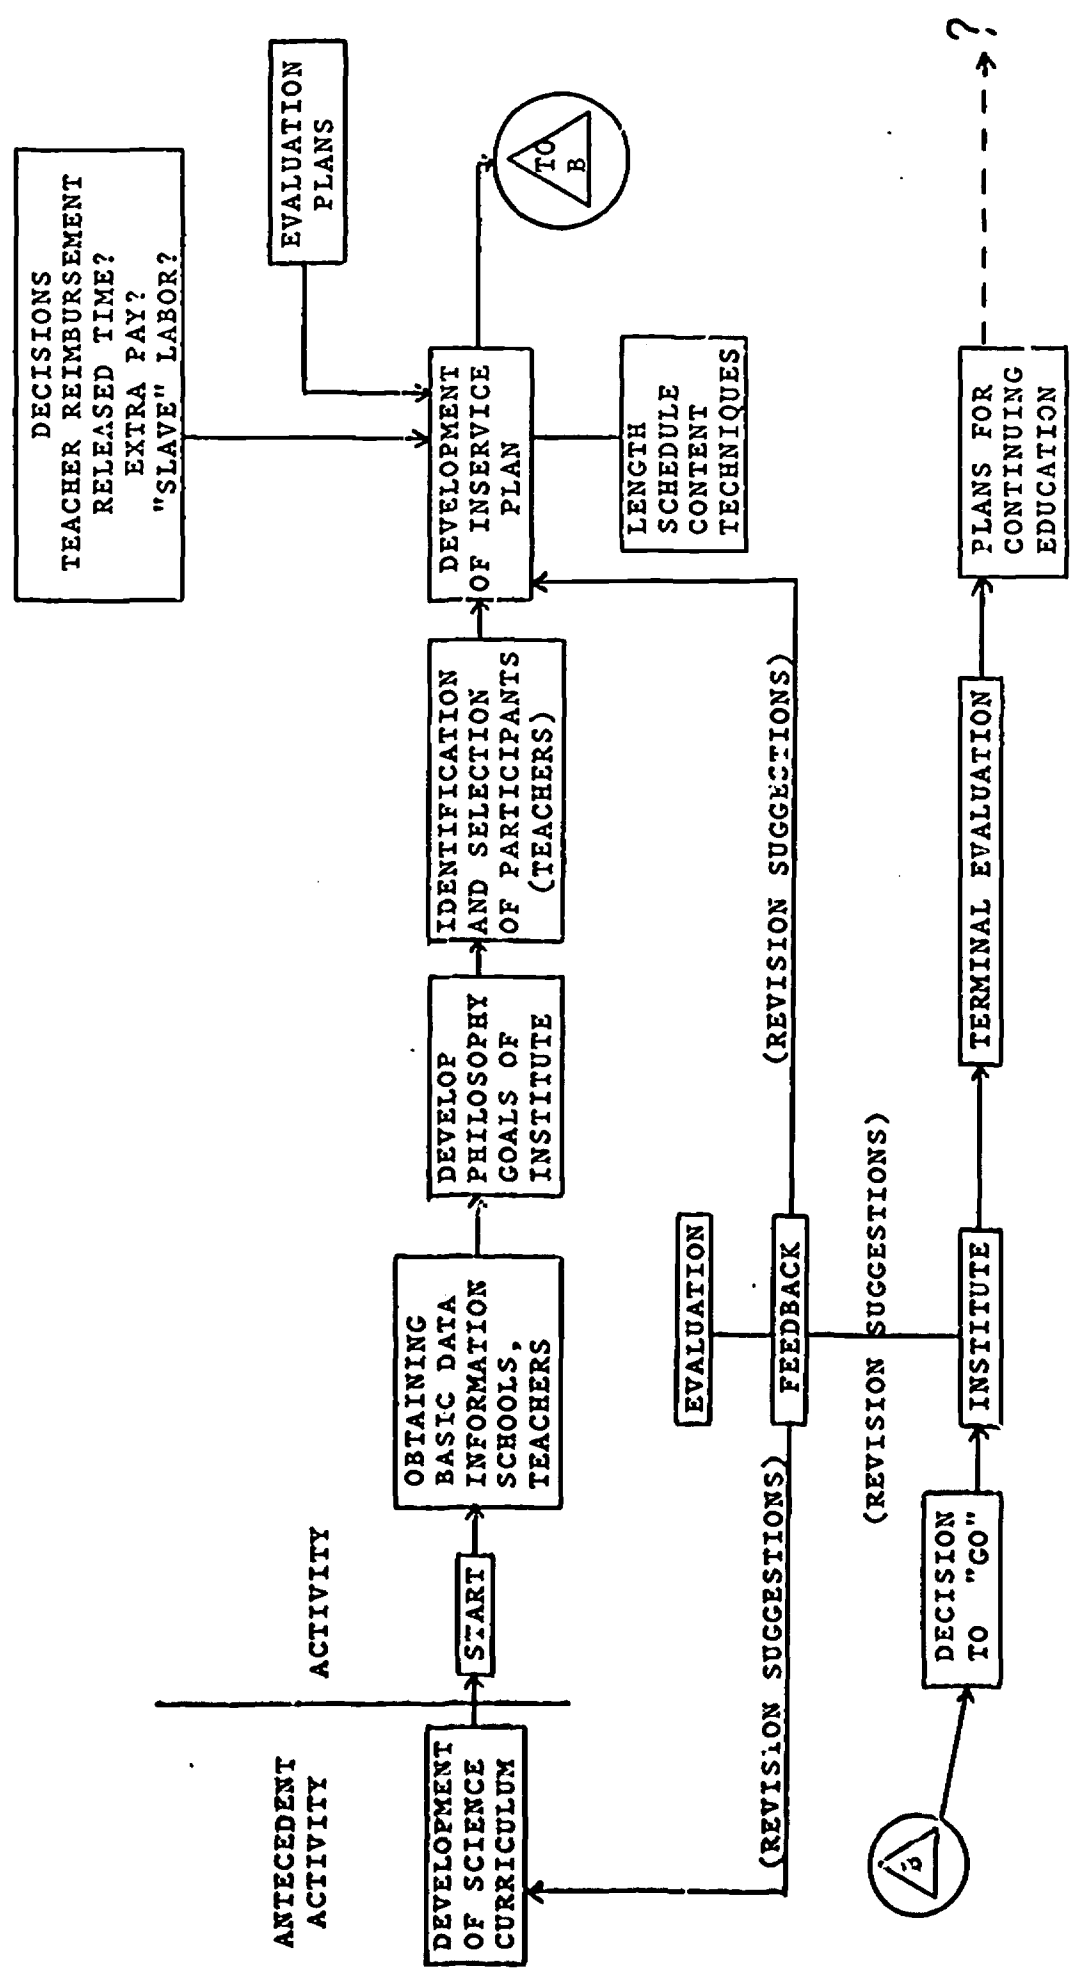 ANTECEDENT
ACTIVITY
ACTIVITY
DECISIONS
TEACHER REIMBURSEMENT
RELEASED TIME?
EXTRA PAY?
"SLAVE" LABOR?
EVALUATION
PLANS
DEVELOPMENT
OF SCIENCE
CURRICULUM
START
OBTAINING
BASIC DATA
INFORMATION
SCHOOLS,
TEACHERS
DEVELOP
PHILOSOPHY
GOALS OF
INSTITUTE
IDENTIFICATION
AND SELECTION
OF PARTICIPANTS
(TEACHERS)
DEVELOPMENT
OF INSERVICE
PLAN
TO
B
LENGTH
SCHEDULE
CONTENT
TECHNIQUES
EVALUATION
(REVISION SUGGESTIONS)
FEEDBACK
(REVISION SUGGESTIONS)
(REVISION SUGGESTIONS)
B
DECISION
TO "GO"
INSTITUTE
TERMINAL EVALUATION
PLANS FOR
CONTINUING
EDUCATION
?